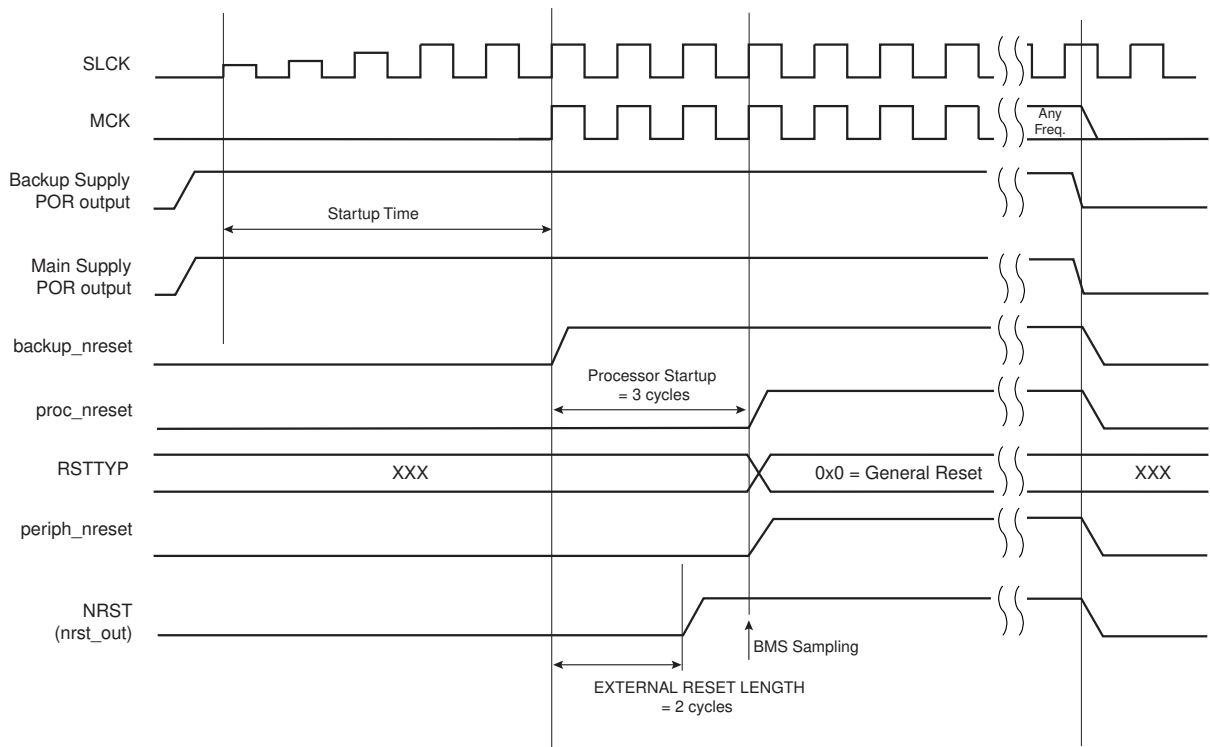 SLCK
MCK
Any
Freq.
Backup Supply
POR output
Startup Time
Main Supply
POR output
backup_nreset
Processor Startup
= 3 cycles
proc_nreset
RSTTYP
XXX
0x0 = General Reset
XXX
periph_nreset
NRST
(nrst_out)
BMS Sampling
EXTERNAL RESET LENGTH
= 2 cycles